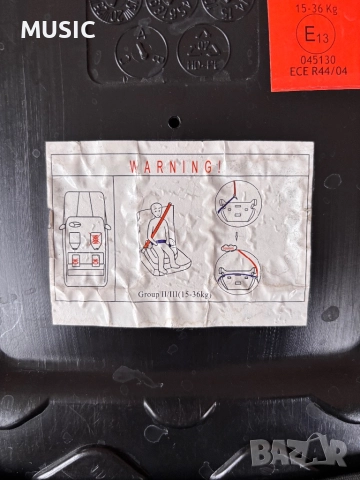 MUSIC
15-36 Kg
E13
045130
ECE R44/04
WARNING!
Group II/III(15-36kg)
BAZAR